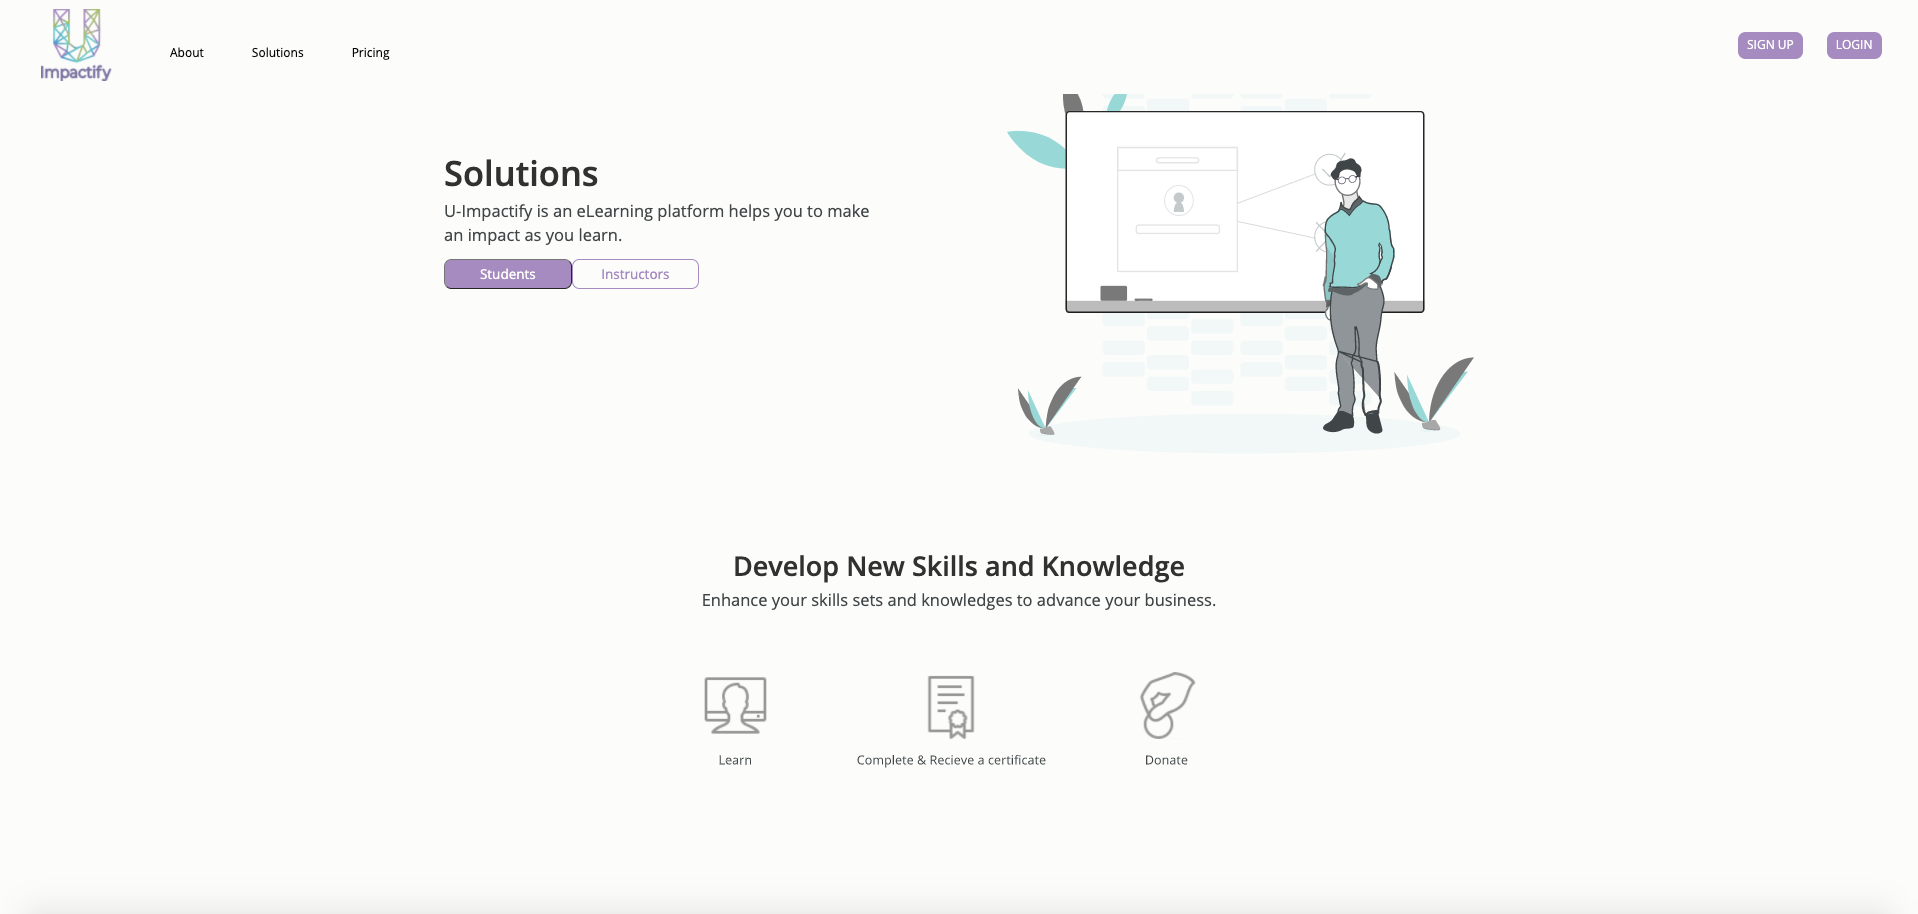 Impactify
About
Solutions
Pricing
SIGN UP
LOGIN
Solutions
U-Impactify is an eLearning platform helps you to make
an impact as you learn.
Students
Instructors
Develop New Skills and Knowledge
Enhance your skills sets and knowledges to advance your business.
Learn
Complete & Recieve a certificate
Donate